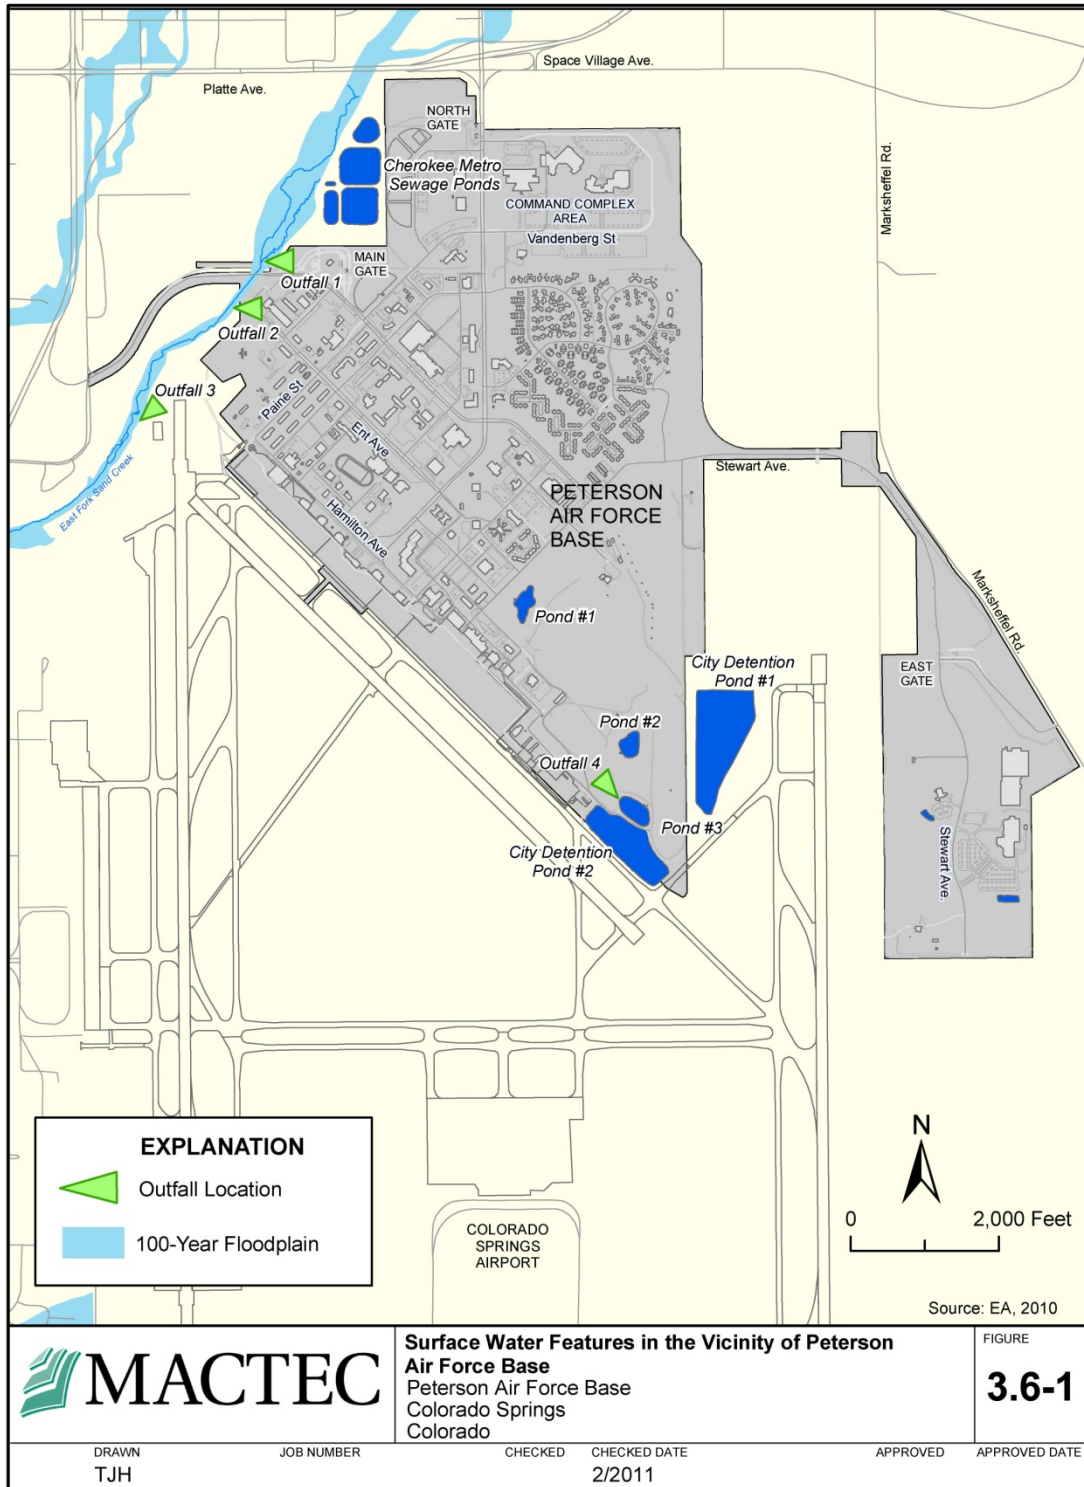 Space Village Ave.
Platte Ave.
NORTH
GATE
Marksheffel Rd.
Cherokee Metro
Sewage Ponds
COMMAND COMPLEX
AREA
Vandenberg St
MAIN
GATE
Outfall 1
Outfall 2
Outfall 3
Paine St
Ent Ave
Hamilton Ave
East Fork Sand Creek
Stewart Ave.
PETERSON
AIR FORCE
BASE
Marksheffel Rd.
Pond #1
City Detention
Pond #1
EAST
GATE
Pond #2
Outfall 4
Pond #3
City Detention
Pond #2
Stewart Ave.
EXPLANATION
Outfall Location
100-Year Floodplain
COLORADO
SPRINGS
AIRPORT
N
0 2,000 Feet
Source: EA, 2010
MACTEC
Surface Water Features in the Vicinity of Peterson
Air Force Base
Peterson Air Force Base
Colorado Springs
Colorado
FIGURE
3.6-1
DRAWN JOB NUMBER CHECKED CHECKED DATE APPROVED APPROVED DATE
TJH 2/2011